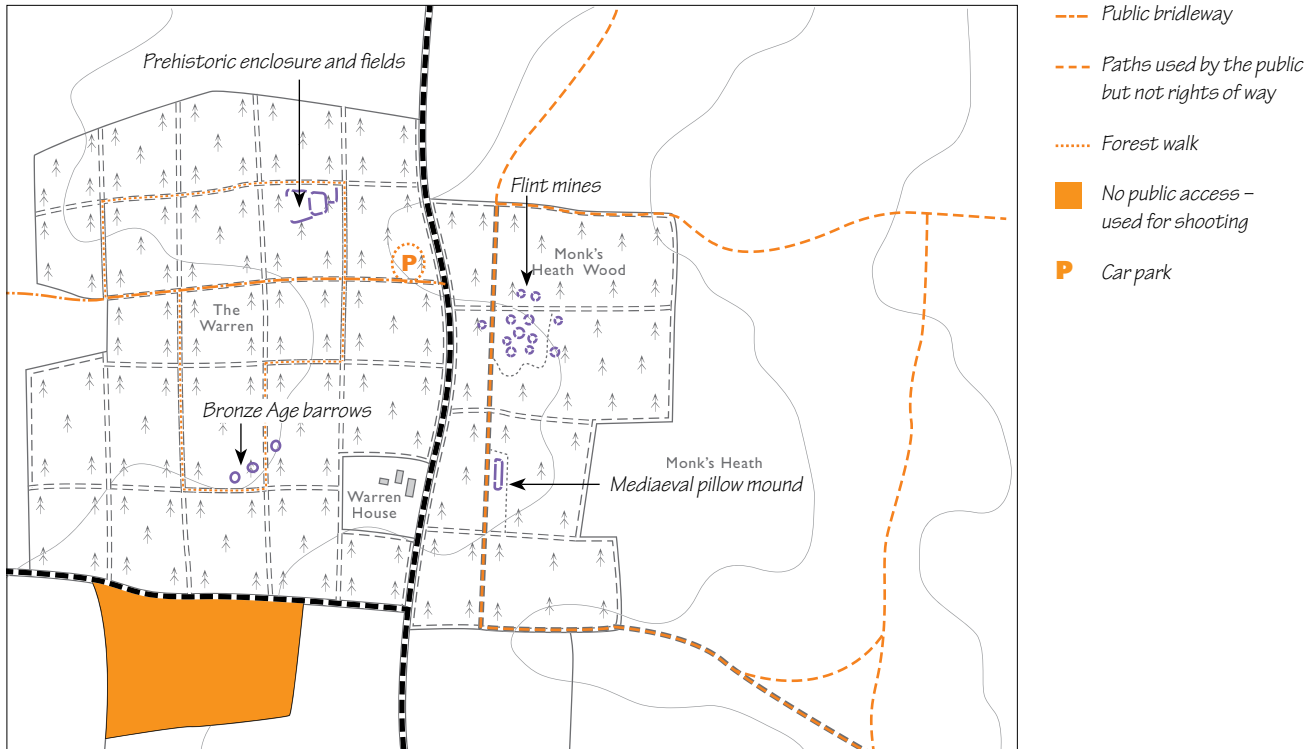 Prehistoric enclosure and fields
Flint mines
Monk's
Heath Wood
P
The
Warren
Bronze Age barrows
Warren
House
Monk's Heath
Mediaeval pillow mound
Public bridleway
Paths used by the public
but not rights of way
Forest walk
No public access –
used for shooting
P
Car park